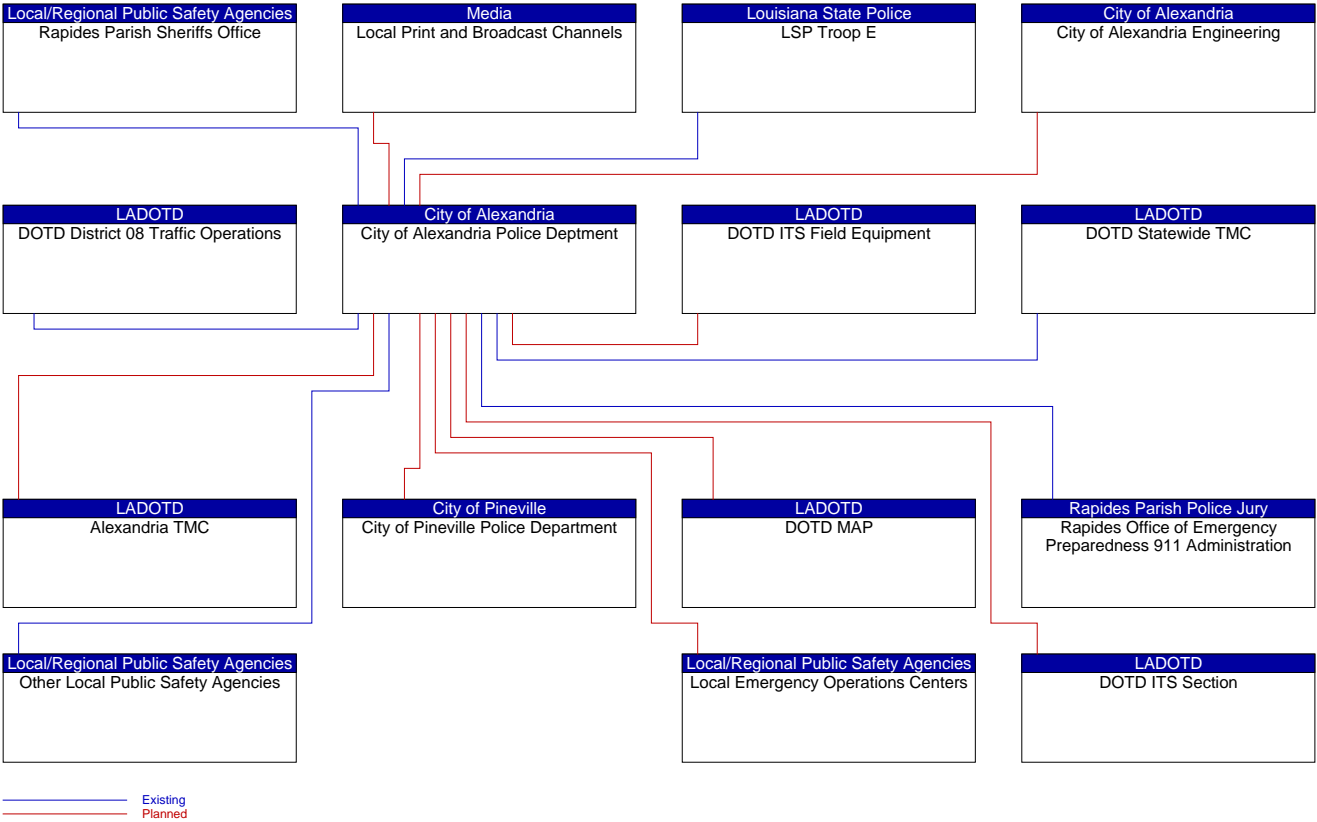 Local/Regional Public Safety Agencies
Rapides Parish Sheriffs Office
Media
Local Print and Broadcast Channels
Louisiana State Police
LSP Troop E
City of Alexandria
City of Alexandria Engineering
LADOTD
DOTD District 08 Traffic Operations
City of Alexandria
City of Alexandria Police Deptment
LADOTD
DOTD ITS Field Equipment
LADOTD
DOTD Statewide TMC
LADOTD
Alexandria TMC
City of Pineville
City of Pineville Police Department
LADOTD
DOTD MAP
Rapides Parish Police Jury
Rapides Office of Emergency
Preparedness 911 Administration
Local/Regional Public Safety Agencies
Other Local Public Safety Agencies
Local/Regional Public Safety Agencies
Local Emergency Operations Centers
LADOTD
DOTD ITS Section
Existing
Planned